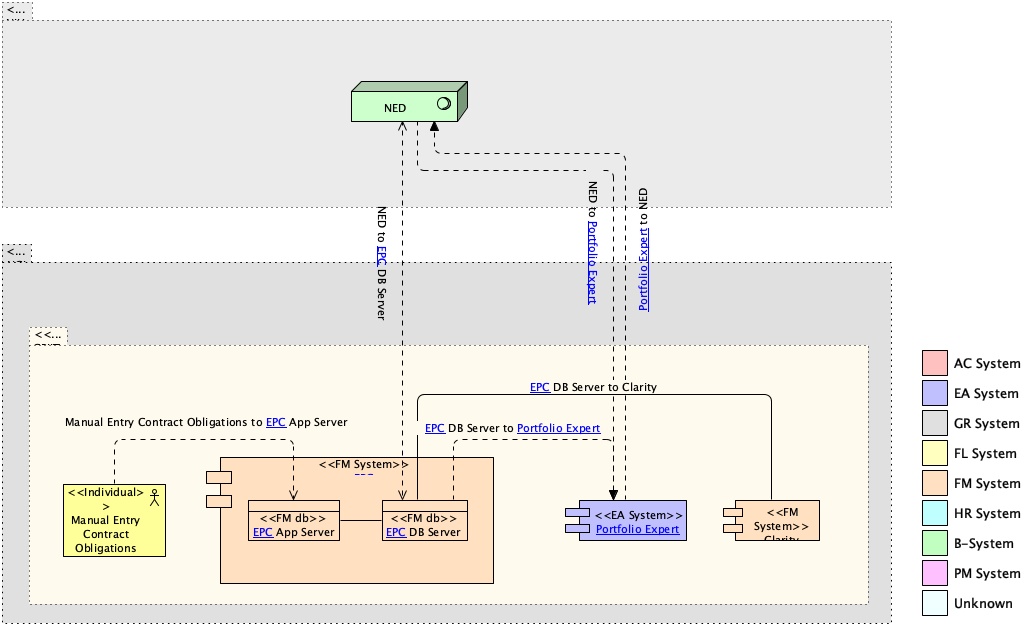 <...
NED
NED to EPC DB Server
NED to Portfolio Expert
Portfolio Expert to NED
<...
<<...
EPC DB Server to Clarity
Manual Entry Contract Obligations to EPC App Server
EPC DB Server to Portfolio Expert
<<FM System>>
<<Individual>
>
Manual Entry
Contract
Obligations
<<FM db>>
EPC App Server
<<FM db>>
EPC DB Server
<<EA System>>
Portfolio Expert
<<FM
System>>
Clarity
AC System
EA System
GR System
FL System
FM System
HR System
B-System
PM System
Unknown